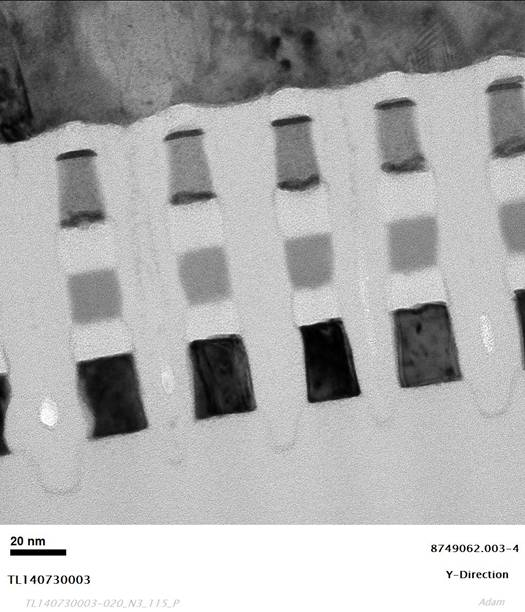 20 nm
8749062.003-4
TL140730003
Y-Direction
TL140730003-020_N3_115_P
Adam